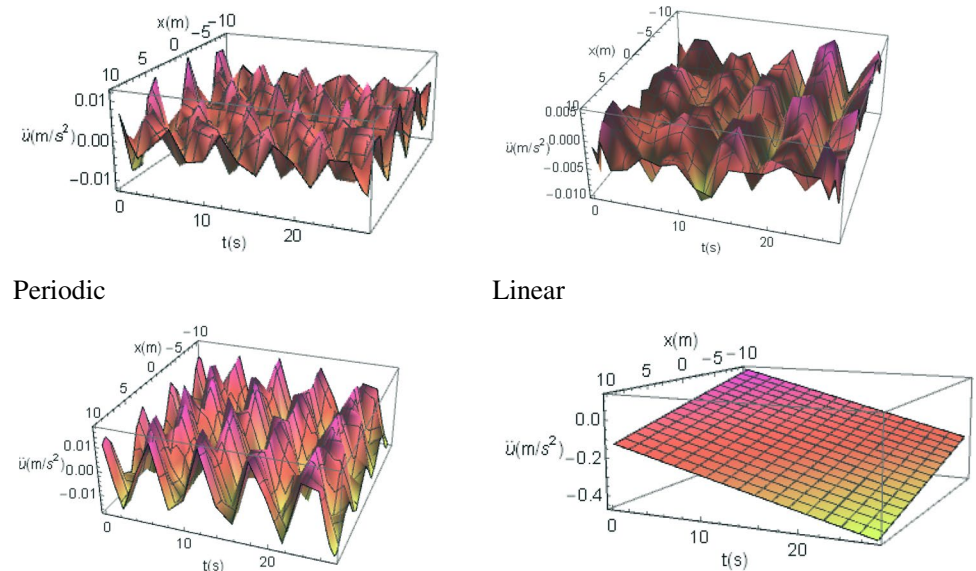 x(m)
-10
-5
0
5
10
0.01
ü(m/s²) 0.00
-0.01
0
10
20
t(s)
-10
-5
x(m) 0
5
10
0.005
0.000
ü(m/s²)
-0.005
-0.010
0
10
20
t(s)
Periodic
Linear
-10
x(m) -5
0
5
10
0.01
ü(m/s²) 0.00
-0.01
0
10
20
t(s)
x(m)
-10
-5
0
5
10
0.0
ü(m/s²) -0.2
-0.4
0
10
20
t(s)